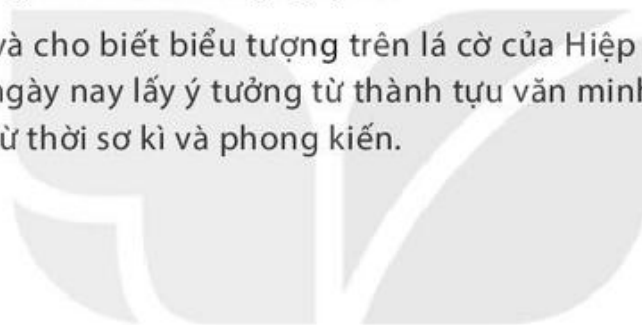 và cho biết biểu tượng trên lá cờ của Hiệp
ngày nay lấy ý tưởng từ thành tựu văn minh
từ thời sơ kì và phong kiến.